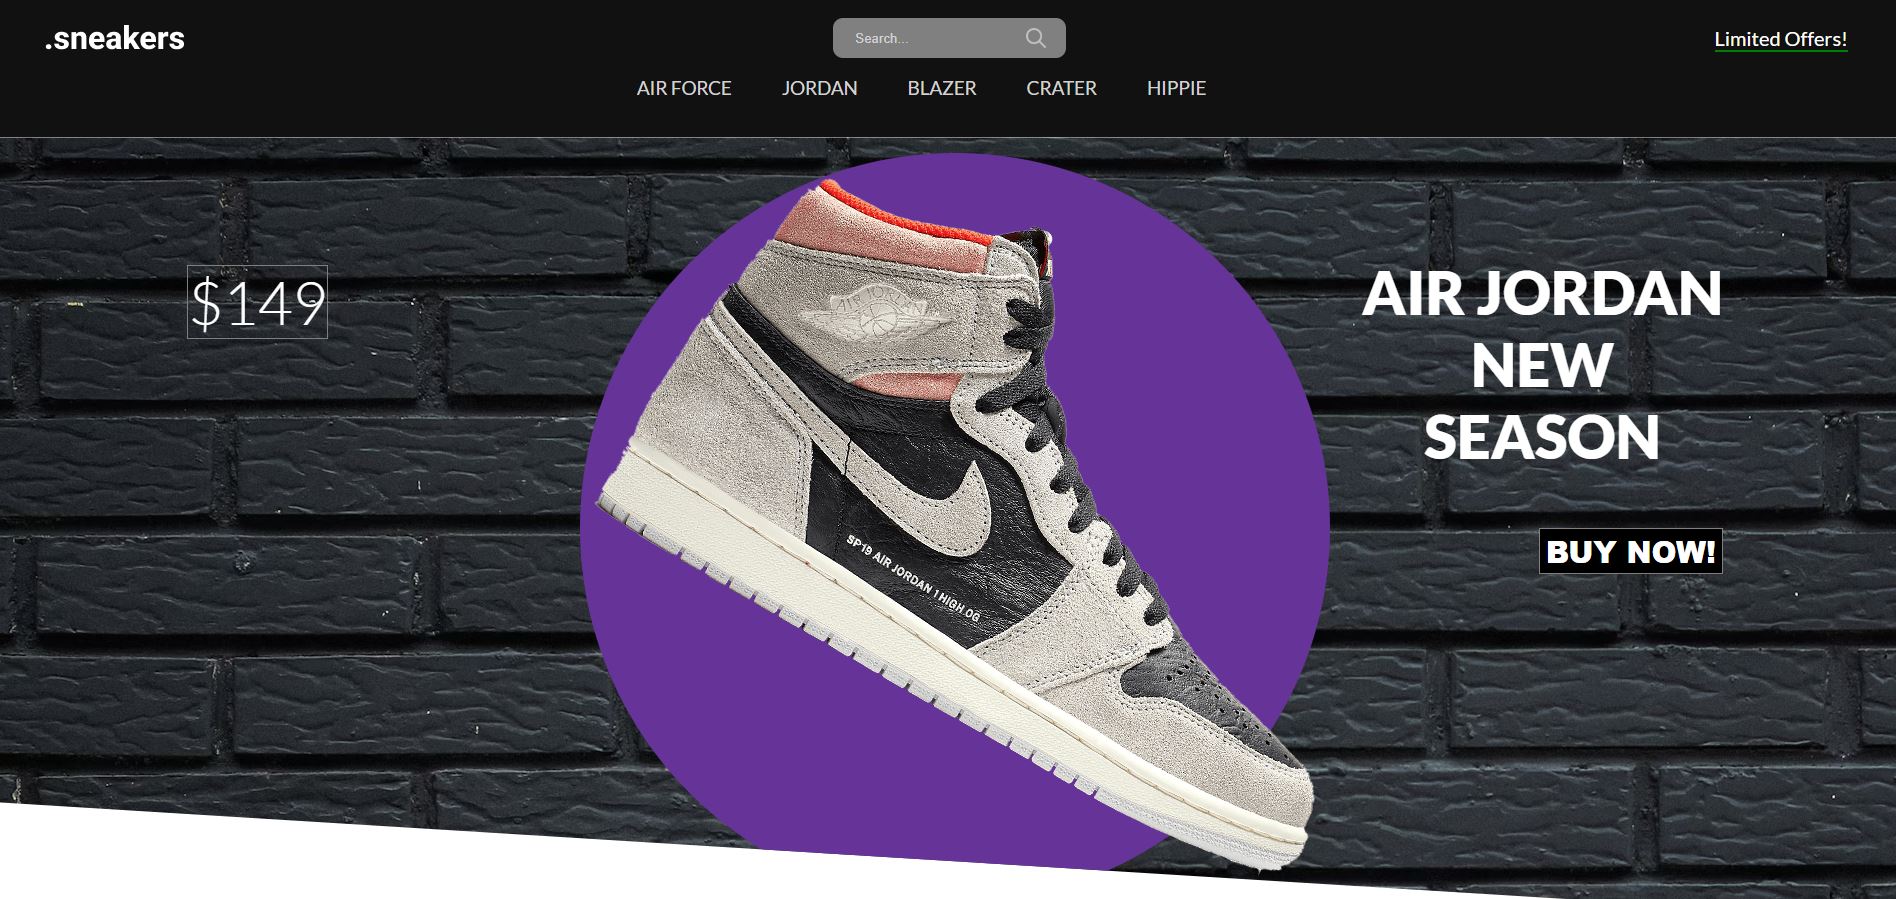 .sneakers
Search...
Limited Offers!
AIR FORCE
JORDAN
BLAZER
CRATER
HIPPIE
$149
AIR JORDAN
NEW
SEASON
BUY NOW!
AIR JORDAN
SP19 AIR JORDAN 1 HIGH OG